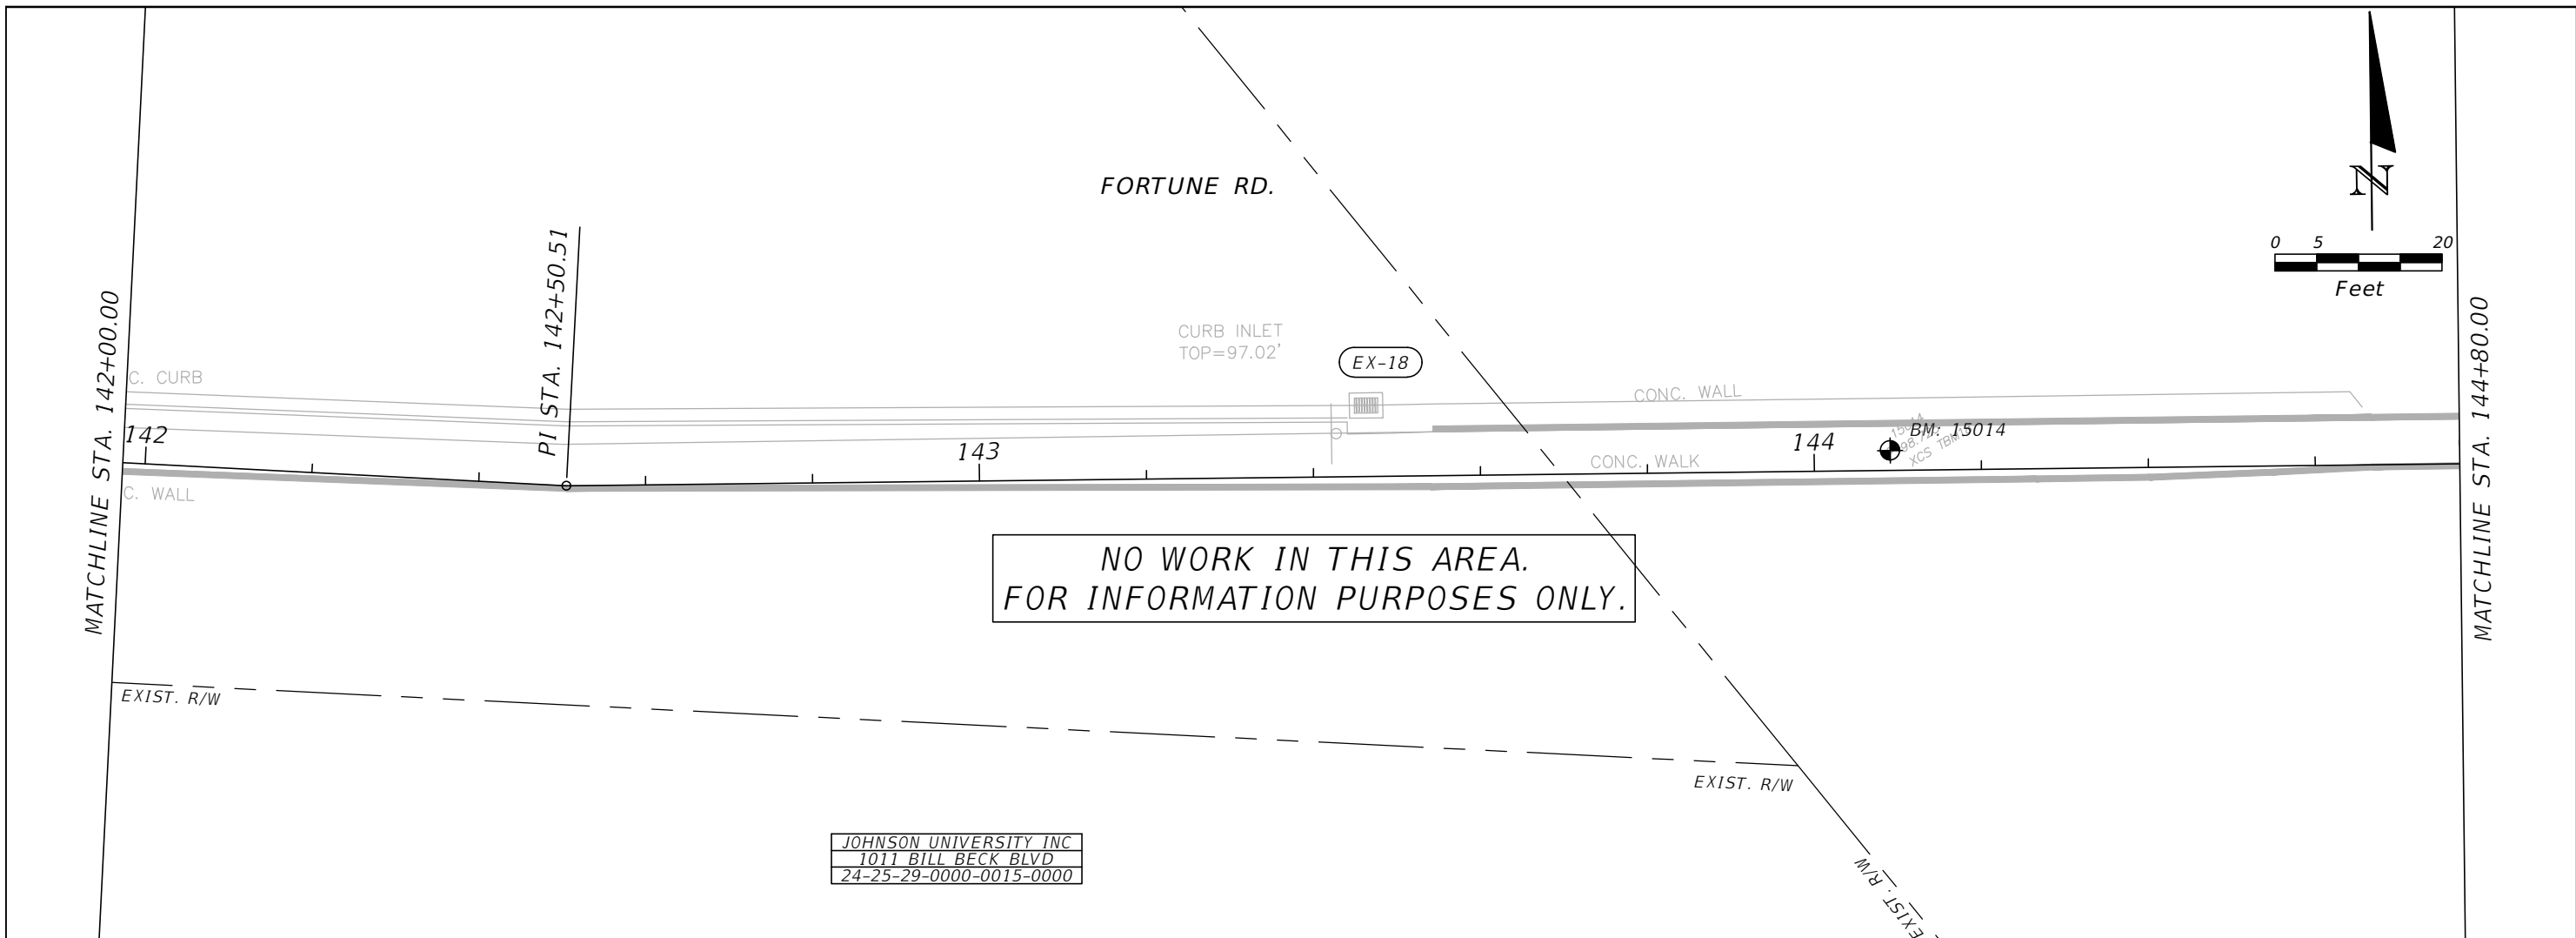 FORTUNE RD.
N
0 5 20
Feet
MATCHLINE STA. 142+00.00
PI STA. 142+50.51
MATCHLINE STA. 144+80.00
CURB INLET
TOP=97.02'
EX-18
C. CURB
CONC. WALL
142
143
144
BM: 15014
XCS TBM
CONC. WALK
C. WALL
NO WORK IN THIS AREA.
FOR INFORMATION PURPOSES ONLY.
EXIST. R/W
EXIST. R/W
JOHNSON UNIVERSITY INC
1011 BILL BECK BLVD
24-25-29-0000-0015-0000
EXIST. R/W